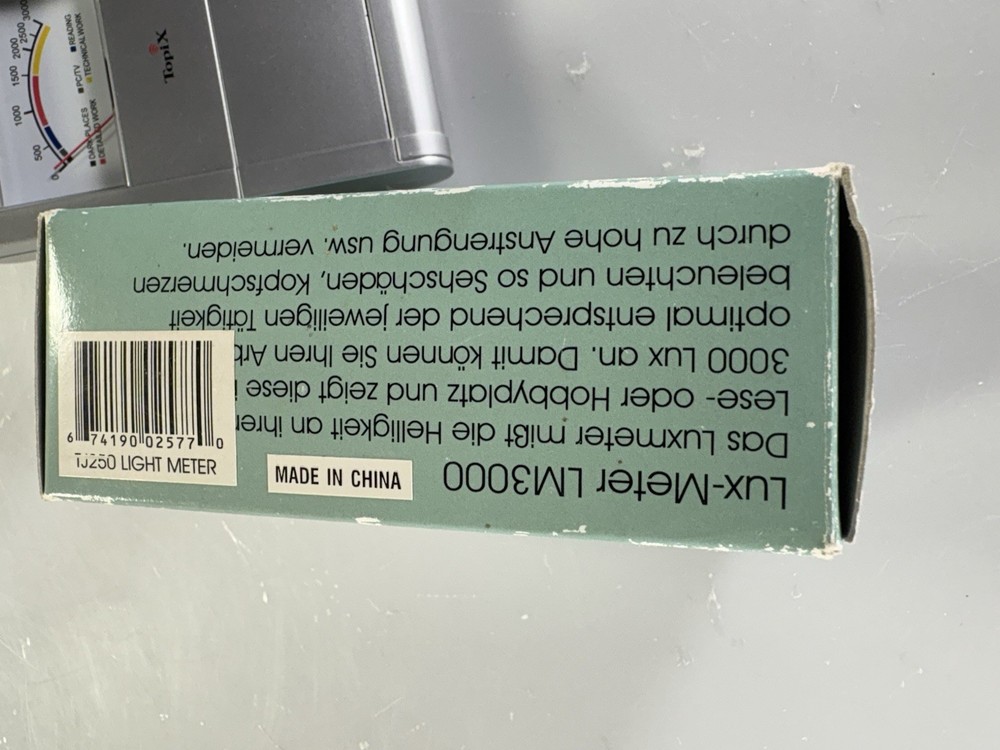 Lux-Meter LM3000
Das Luxmeter mißt die Helligkeit an ihrer
Lese- oder Hobbyplatz und zeigt diese
3000 Lux an. Damit können Sie Ihren Arb
optimal entsprechend der jeweiligen Tätigkeit
beleuchten und so Sehschäden, Kopfschmerzen
durch zu hohe Anstrengung usw. vermeiden.
MADE IN CHINA
6 74190 02577 0
TJ250 LIGHT METER
TopiX
0 500 1000 1500 2000 2500 3000
DARK PLACES
PC/TV
READING
DETAILED WORK
TECHNICAL WORK